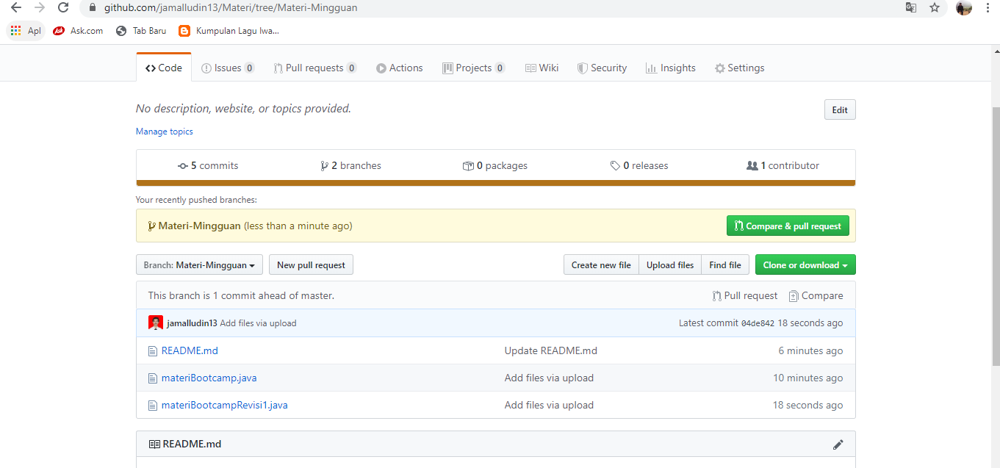 github.com/jamalludin13/Materi/tree/Materi-Mingguan
Apl Ask Ask.com Tab Baru Kumpulan Lagu Iwa...
Code Issues 0 Pull requests 0 Actions Projects 0 Wiki Security Insights Settings
No description, website, or topics provided. Edit
Manage topics
5 commits 2 branches 0 packages 0 releases 1 contributor
Your recently pushed branches:
Materi-Mingguan (less than a minute ago) Compare & pull request
Branch: Materi-Mingguan New pull request Create new file Upload files Find file Clone or download
This branch is 1 commit ahead of master. Pull request Compare
jamalludin13 Add files via upload Latest commit 04de842 18 seconds ago
README.md Update README.md 6 minutes ago
materiBootcamp.java Add files via upload 10 minutes ago
materiBootcampRevisi1.java Add files via upload 18 seconds ago
README.md